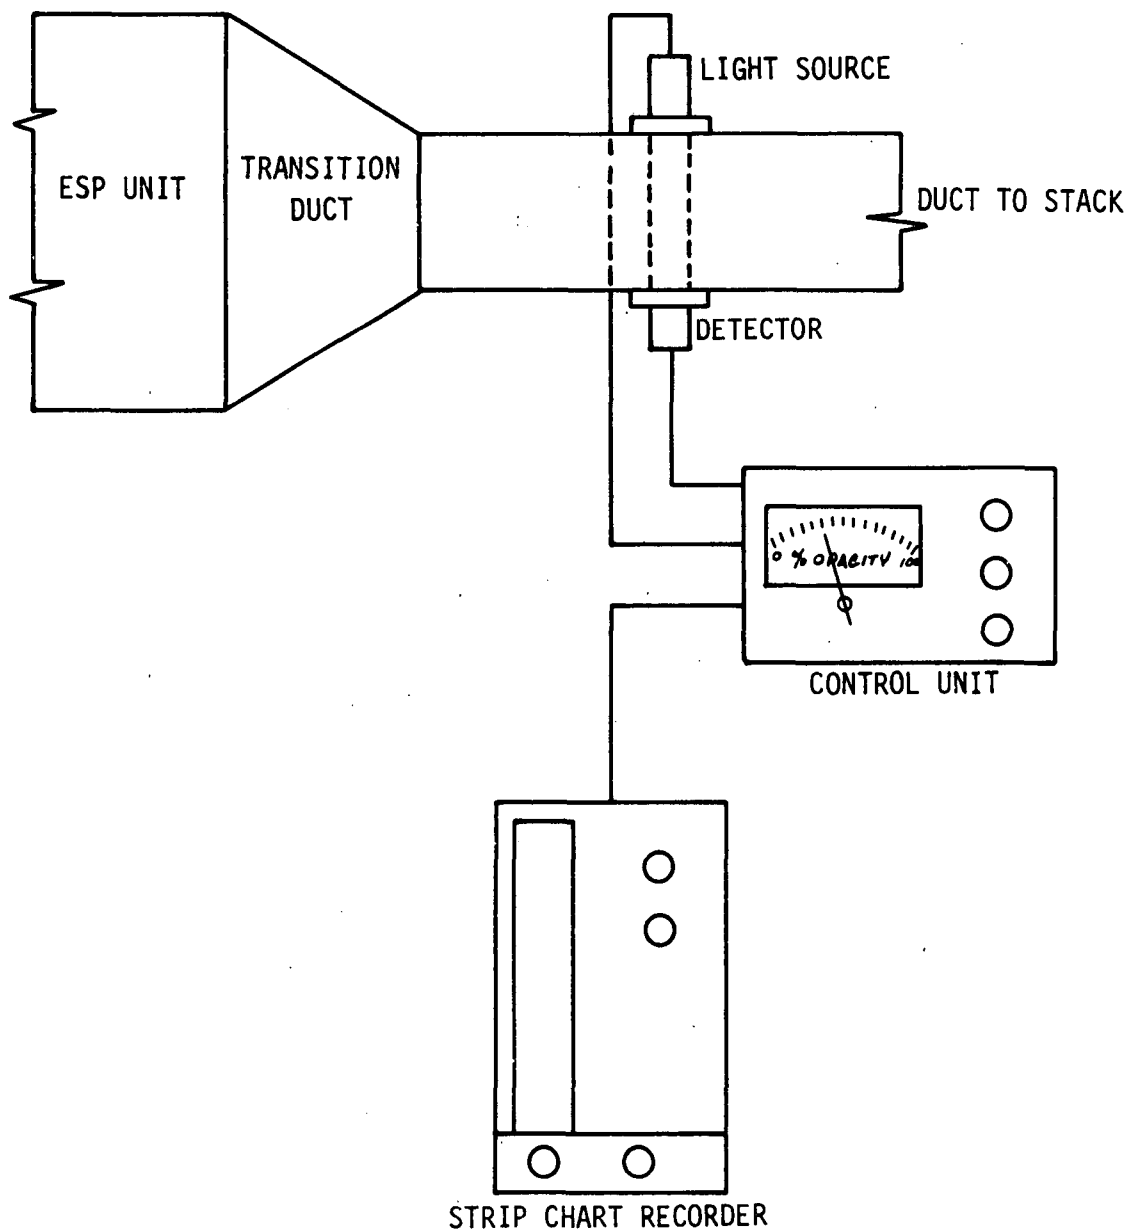 LIGHT SOURCE
ESP UNIT
TRANSITION
DUCT
DUCT TO STACK
DETECTOR
0 % OPACITY 100
CONTROL UNIT
STRIP CHART RECORDER